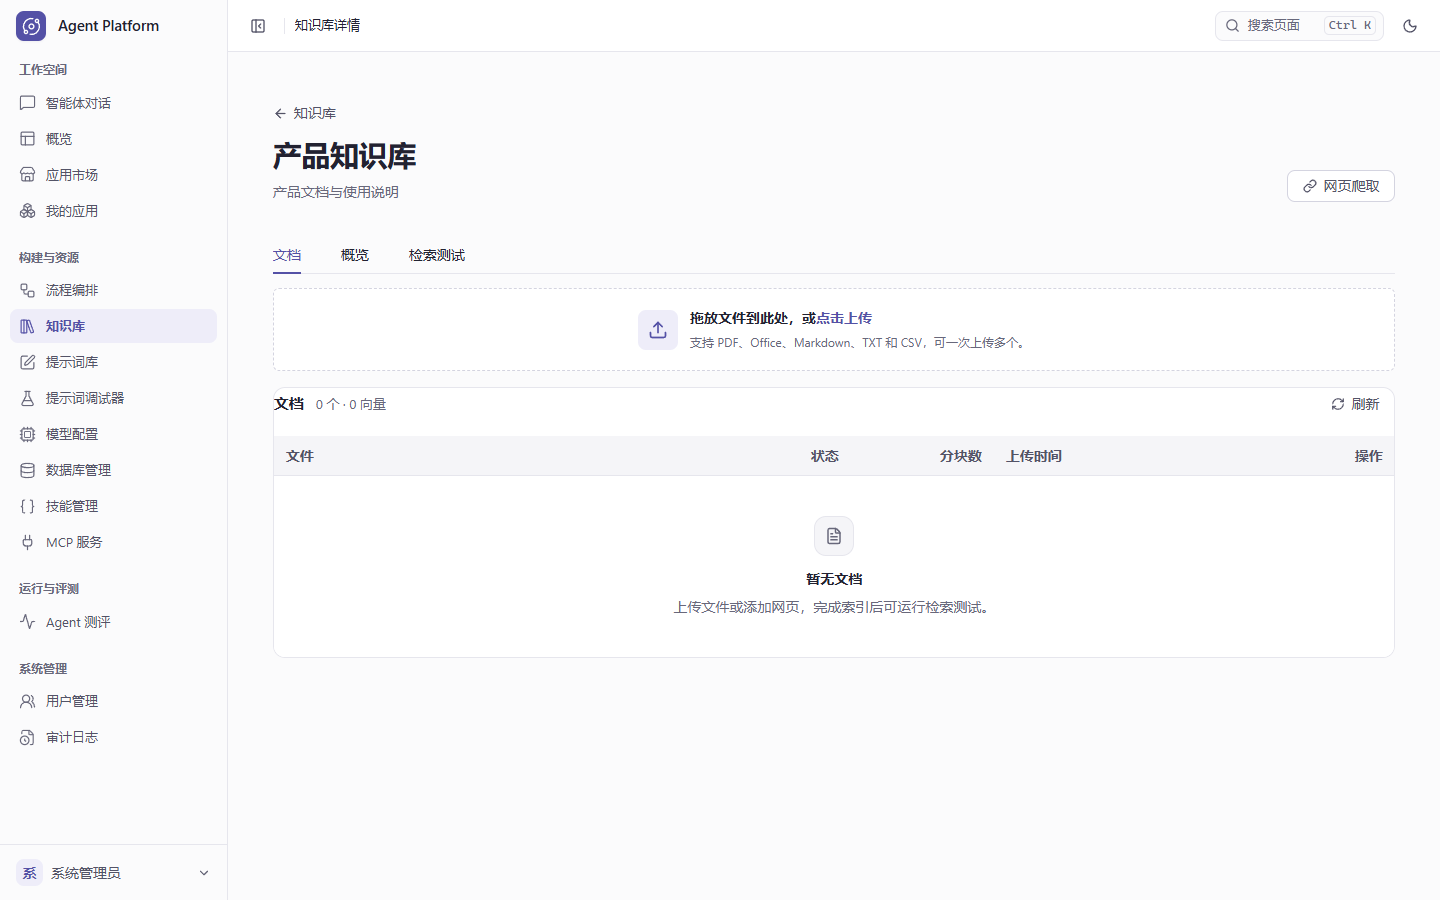 Agent Platform
工作空间
智能体对话
概览
应用市场
我的应用
构建与资源
流程编排
知识库
提示词库
提示词调试器
模型配置
数据库管理
技能管理
MCP 服务
运行与评测
Agent 测评
系统管理
用户管理
审计日志
系 系统管理员
知识库详情
搜索页面 Ctrl K
知识库
产品知识库
产品文档与使用说明
网页爬取
文档 概览 检索测试
拖放文件到此处，或点击上传
支持 PDF、Office、Markdown、TXT 和 CSV，可一次上传多个。
文档 0 个 · 0 向量 刷新
文件 状态 分块数 上传时间 操作
暂无文档
上传文件或添加网页，完成索引后可运行检索测试。